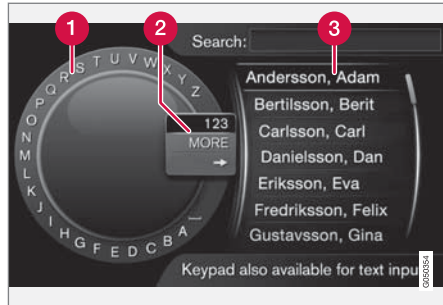 1
2
3
Search:
A B C D E F G H I J K L M N O P Q R S T U V W X Y Z
123
MORE
Andersson, Adam
Bertilsson, Berit
Carlsson, Carl
Danielsson, Dan
Eriksson, Eva
Fredriksson, Felix
Gustavsson, Gina
Keypad also available for text inpu
G050354